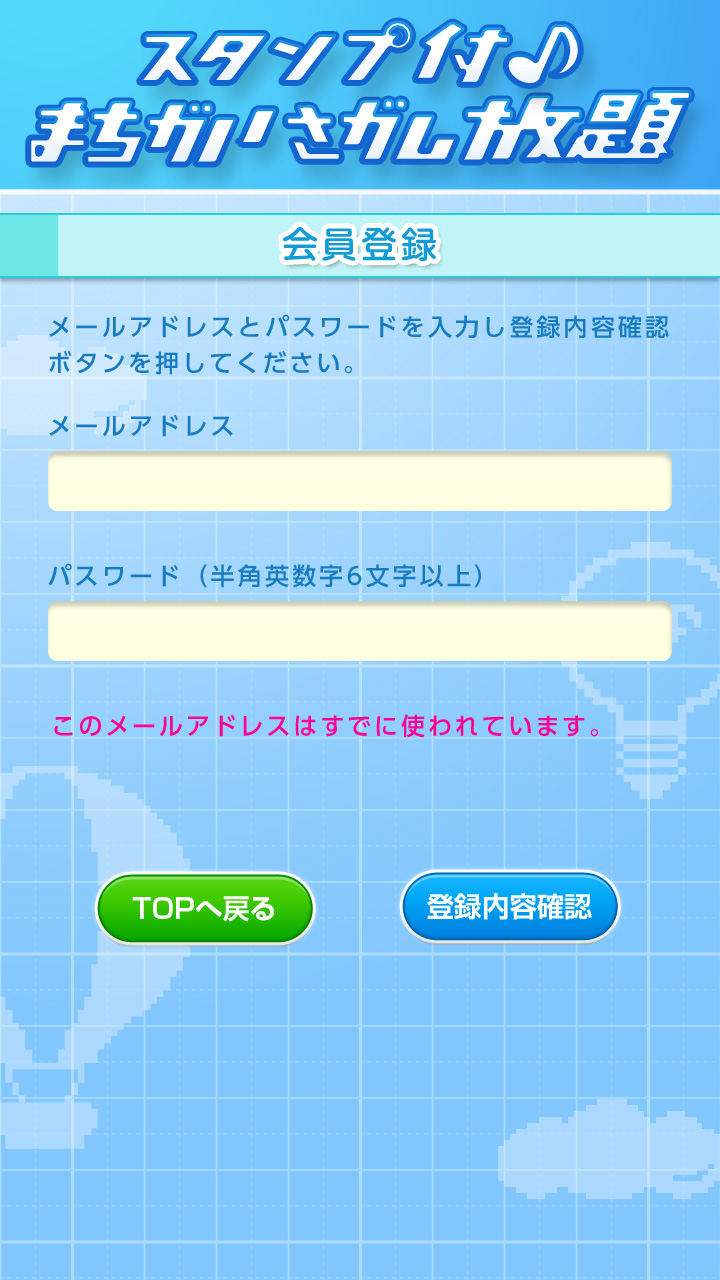 スタンプ付♪
まちがいさがし放題
会員登録
メールアドレスとパスワードを入力し登録内容確認
ボタンを押してください。
メールアドレス
パスワード（半角英数字6文字以上）
このメールアドレスはすでに使われています。
TOPへ戻る
登録内容確認